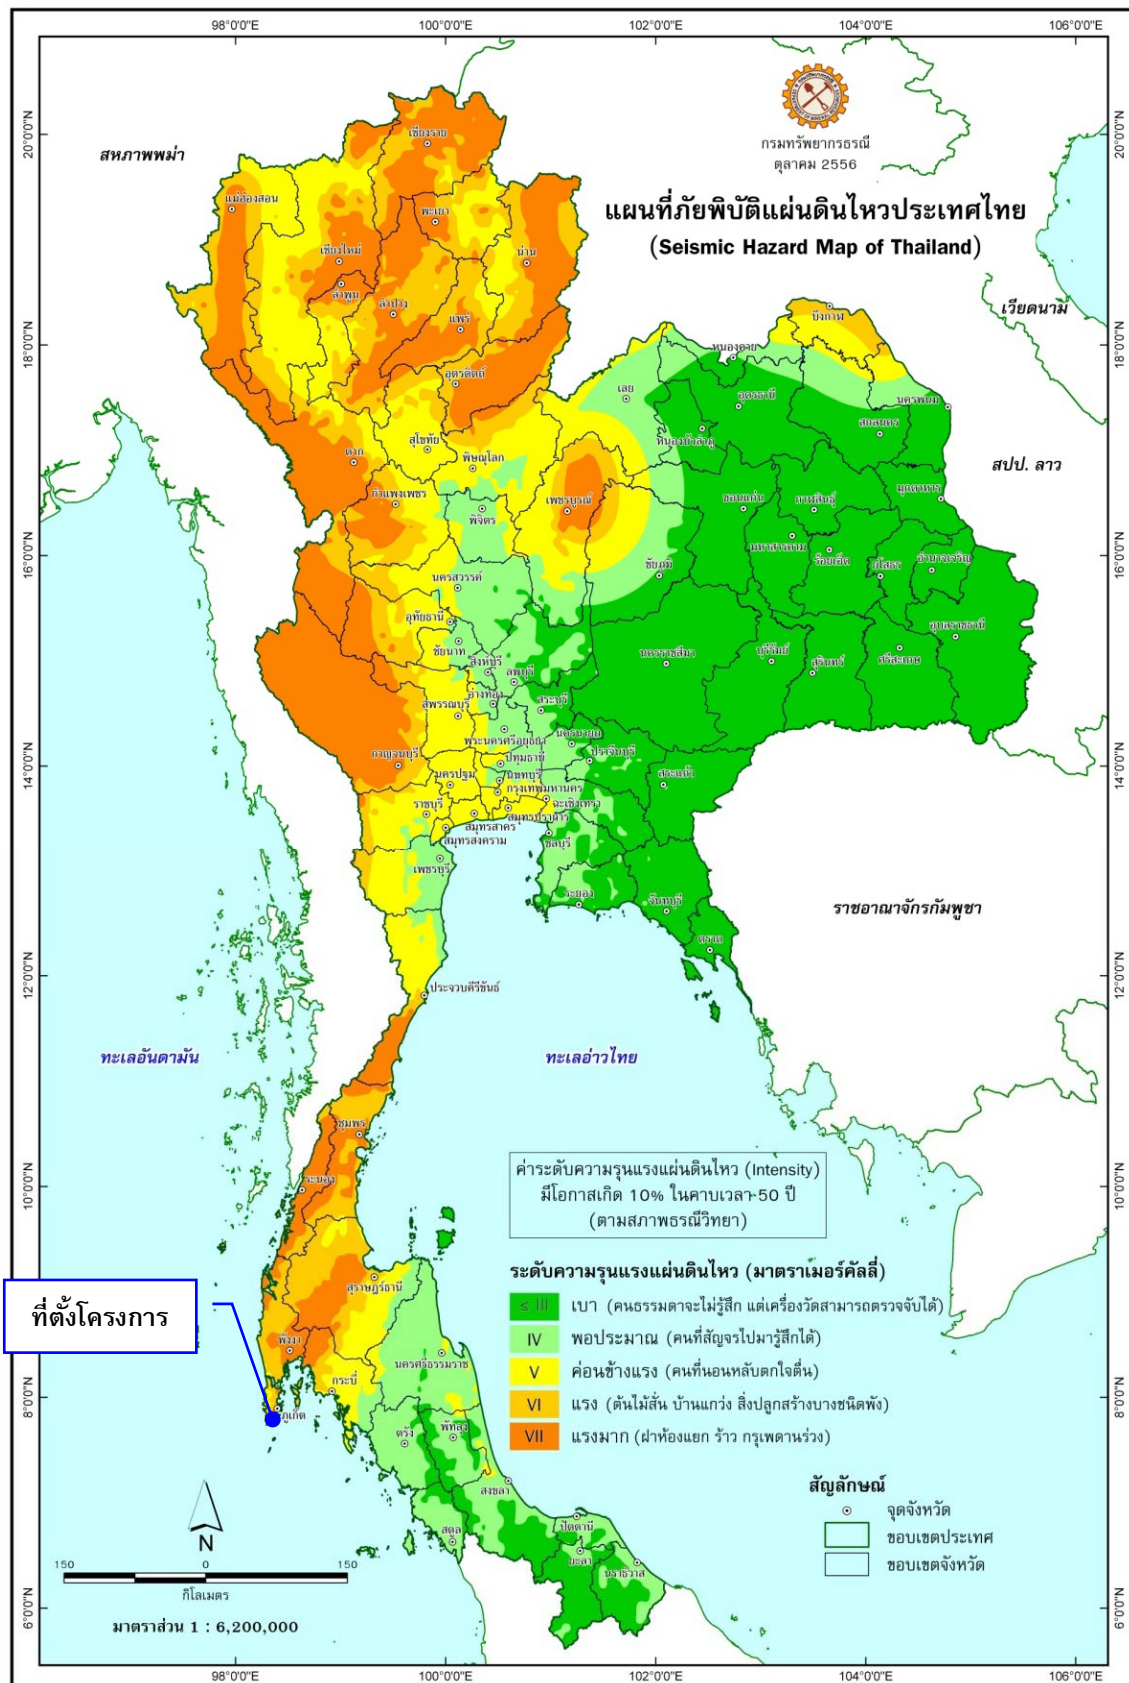 98°0'0"E 100°0'0"E 102°0'0"E 104°0'0"E 106°0'0"E
20°0'0"N
18°0'0"N
16°0'0"N
14°0'0"N
12°0'0"N
10°0'0"N
8°0'0"N
6°0'0"N
20°0'0"N
18°0'0"N
16°0'0"N
14°0'0"N
12°0'0"N
10°0'0"N
8°0'0"N
6°0'0"N
กรมทรัพยากรธรณี
ตุลาคม 2556
แผนที่ภัยพิบัติแผ่นดินไหวประเทศไทย
(Seismic Hazard Map of Thailand)
สหภาพพม่า
เวียดนาม
สปป. ลาว
ราชอาณาจักรกัมพูชา
ทะเลอันดามัน
ทะเลอ่าวไทย
เชียงราย
แม่ฮ่องสอน
พะเยา
เชียงใหม่
น่าน
ลำพูน
ลำปาง
แพร่
อุตรดิตถ์
บึงกาฬ
หนองคาย
เลย
อุดรธานี
นครพนม
สกลนคร
หนองบัวลำภู
สุโขทัย
ตาก
พิษณุโลก
กำแพงเพชร
พิจิตร
เพชรบูรณ์
ขอนแก่น
กาฬสินธุ์
มุกดาหาร
มหาสารคาม
ร้อยเอ็ด
ยโสธร
อำนาจเจริญ
ชัยภูมิ
นครสวรรค์
อุทัยธานี
ชัยนาท
สิงห์บุรี
ลพบุรี
อ่างทอง
สระบุรี
สุพรรณบุรี
นครราชสีมา
บุรีรัมย์
สุรินทร์
ศรีสะเกษ
อุบลราชธานี
พระนครศรีอยุธยา
นครนายก
ปราจีนบุรี
ปทุมธานี
กาญจนบุรี
นครปฐม
นนทบุรี
กรุงเทพมหานคร
สระแก้ว
ราชบุรี
ฉะเชิงเทรา
สมุทรปราการ
สมุทรสาคร
สมุทรสงคราม
ชลบุรี
เพชรบุรี
ระยอง
จันทบุรี
ตราด
ประจวบคีรีขันธ์
ชุมพร
ระนอง
สุราษฎร์ธานี
พังงา
นครศรีธรรมราช
กระบี่
ภูเก็ต
ตรัง
พัทลุง
สงขลา
สตูล
ปัตตานี
ยะลา
นราธิวาส
ที่ตั้งโครงการ
ค่าระดับความรุนแรงแผ่นดินไหว (Intensity)
มีโอกาสเกิด 10% ในคาบเวลา 50 ปี
(ตามสภาพธรณีวิทยา)
ระดับความรุนแรงแผ่นดินไหว (มาตราเมอร์คัลลี่)
≤ III เบา (คนธรรมดาจะไม่รู้สึก แต่เครื่องวัดสามารถตรวจจับได้)
IV พอประมาณ (คนที่สัญจรไปมารู้สึกได้)
V ค่อนข้างแรง (คนที่นอนหลับตกใจตื่น)
VI แรง (ต้นไม้สั่น บ้านแกว่ง สิ่งปลูกสร้างบางชนิดพัง)
VII แรงมาก (ฝาห้องแยก ร้าว กรุเพดานร่วง)
สัญลักษณ์
จุดจังหวัด
ขอบเขตประเทศ
ขอบเขตจังหวัด
N
150 0 150
กิโลเมตร
มาตราส่วน 1 : 6,200,000
98°0'0"E 100°0'0"E 102°0'0"E 104°0'0"E 106°0'0"E